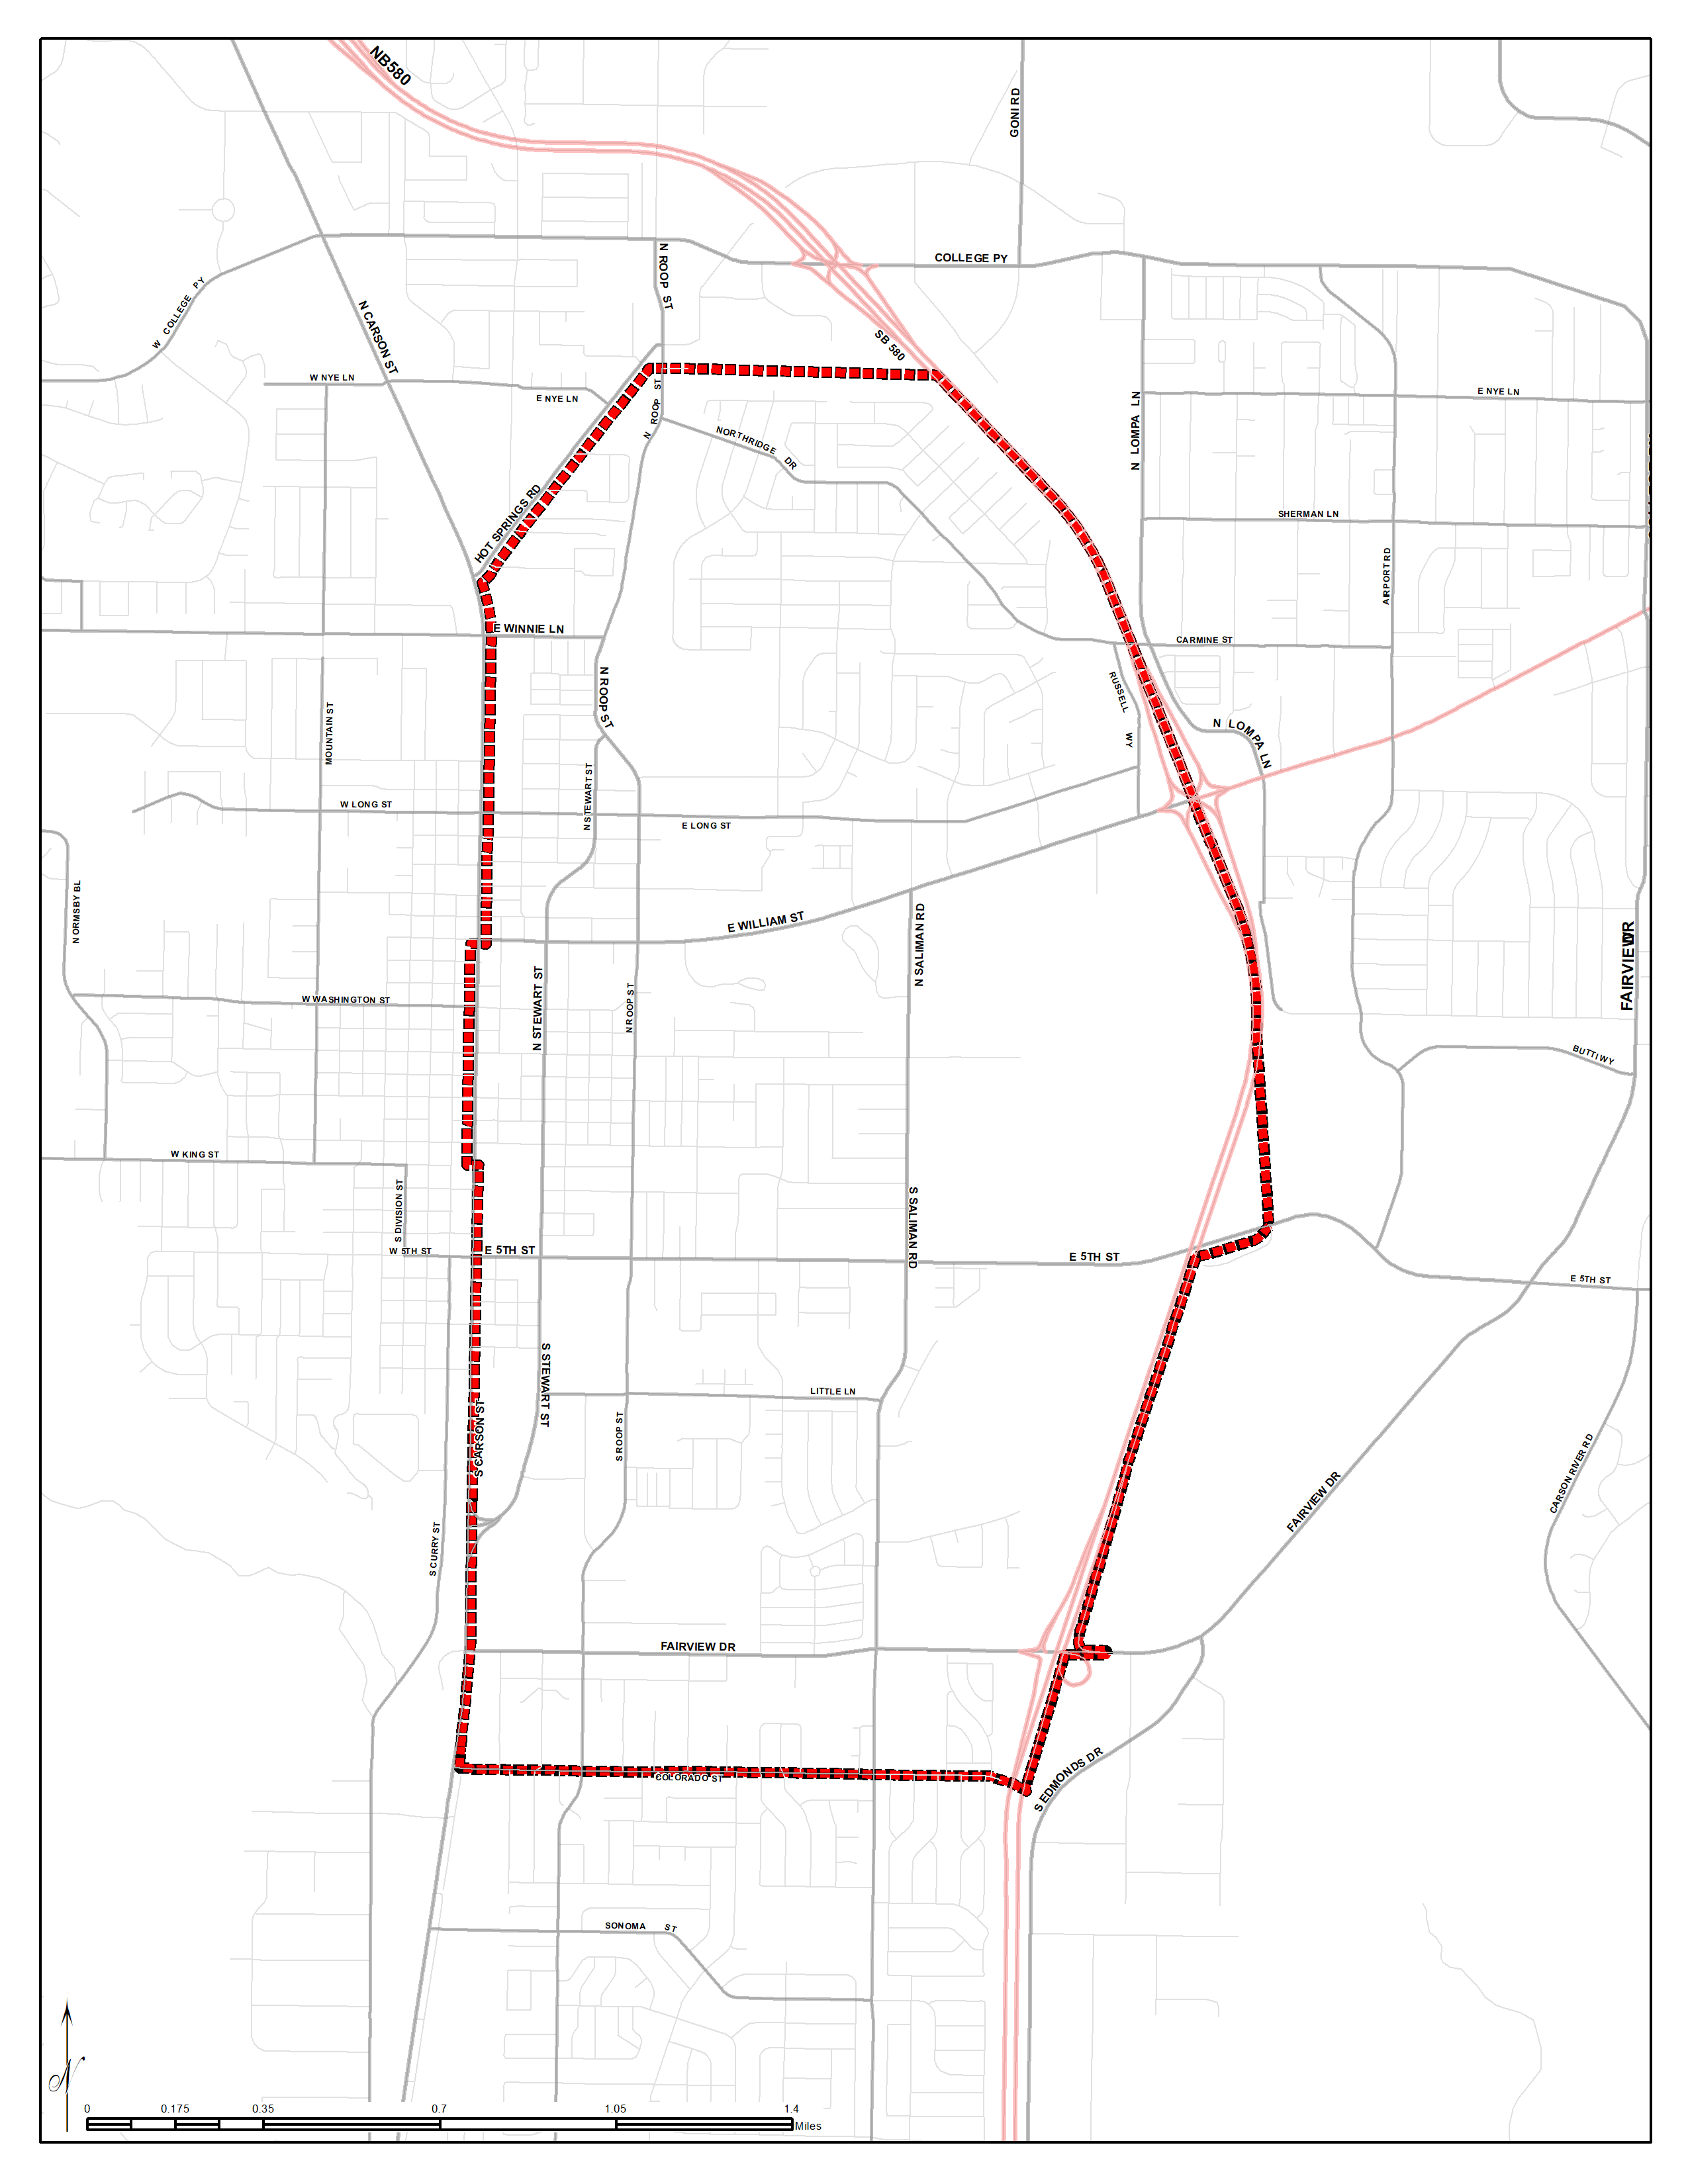 NB580
GONI RD
N ROOP ST
COLLEGE PY
W COLLEGE PY
N CARSON ST
SB 580
W NYE LN
E NYE LN
E NYE LN
N ROOP ST
N LOMPA LN
NORTHRIDGE DR
HOT SPRINGS RD
SHERMAN LN
AIRPORT RD
E WINNIE LN
CARMINE ST
N ROOP ST
RUSSELL WY
MOUNTAIN ST
N LOMPA LN
N STEWART ST
W LONG ST
E LONG ST
N ORMSBY BL
E WILLIAM ST
N SALIMAN RD
FAIRVIEW DR
N STEWART ST
W WASHINGTON ST
N ROOP ST
BUTTI WY
W KING ST
S DIVISION ST
S SALIMAN RD
W 5TH ST
E 5TH ST
E 5TH ST
E 5TH ST
S STEWART ST
LITTLE LN
S CARSON ST
S ROOP ST
CARSON RIVER RD
FAIRVIEW DR
S CURRY ST
FAIRVIEW DR
COLORADO ST
S EDMONDS DR
SONOMA ST
N
0 0.175 0.35 0.7 1.05 1.4
Miles